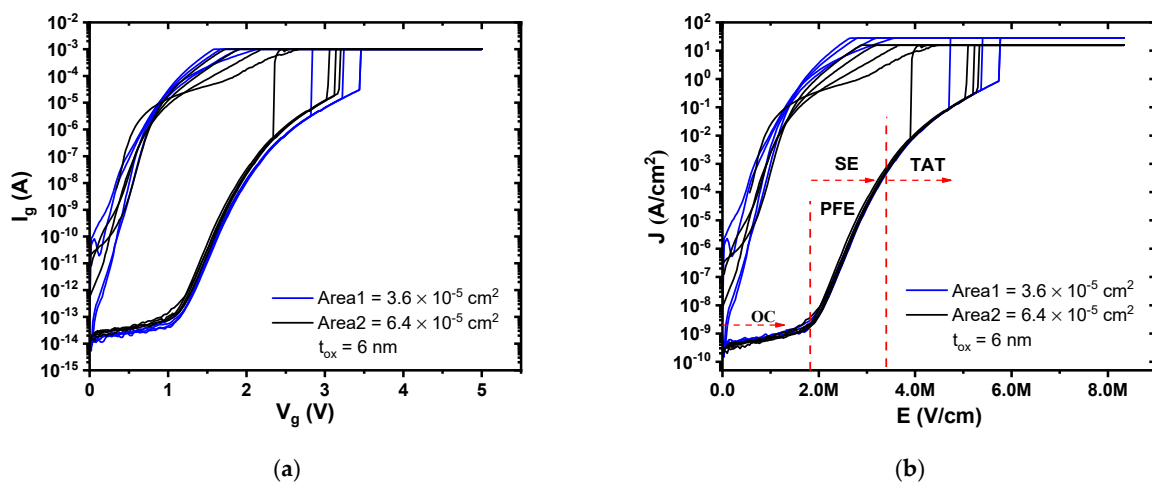 10⁻²
10⁻³
10⁻⁴
10⁻⁵
10⁻⁶
10⁻⁷
10⁻⁸
10⁻⁹
10⁻¹⁰
10⁻¹¹
10⁻¹²
10⁻¹³
10⁻¹⁴
10⁻¹⁵
I_g (A)
Area1 = 3.6 × 10⁻⁵ cm²
Area2 = 6.4 × 10⁻⁵ cm²
t_ox = 6 nm
0 1 2 3 4 5
V_g (V)
(a)
10²
10¹
10⁰
10⁻¹
10⁻²
10⁻³
10⁻⁴
10⁻⁵
10⁻⁶
10⁻⁷
10⁻⁸
10⁻⁹
10⁻¹⁰
J (A/cm²)
SE TAT
PFE
OC
Area1 = 3.6 × 10⁻⁵ cm²
Area2 = 6.4 × 10⁻⁵ cm²
t_ox = 6 nm
0.0 2.0M 4.0M 6.0M 8.0M
E (V/cm)
(b)